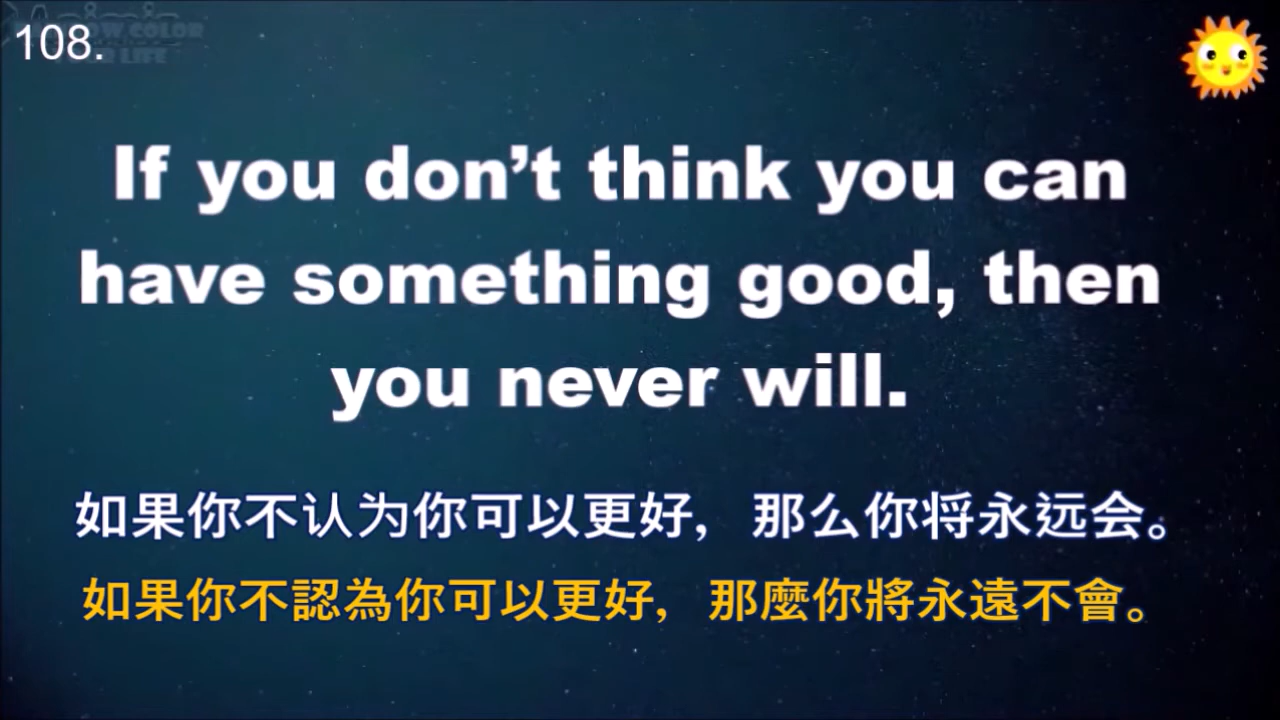 108.
If you don’t think you can
have something good, then
you never will.
如果你不认为你可以更好，那么你将永远会。
如果你不認為你可以更好，那麼你將永遠不會。